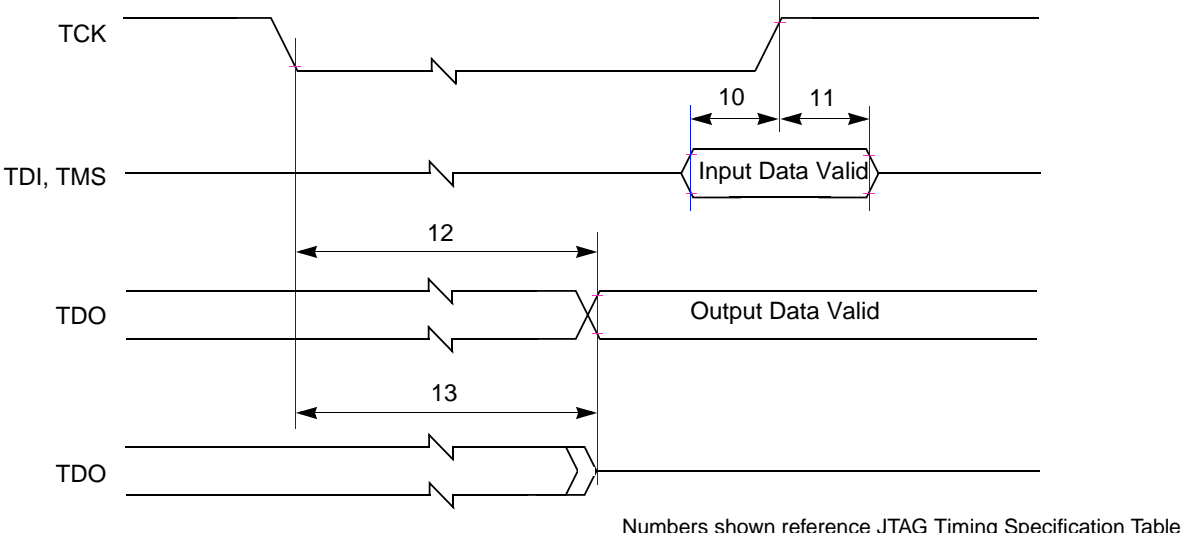 TCK
10
11
TDI, TMS
Input Data Valid
12
TDO
Output Data Valid
13
TDO
Numbers shown reference JTAG Timing Specification Table